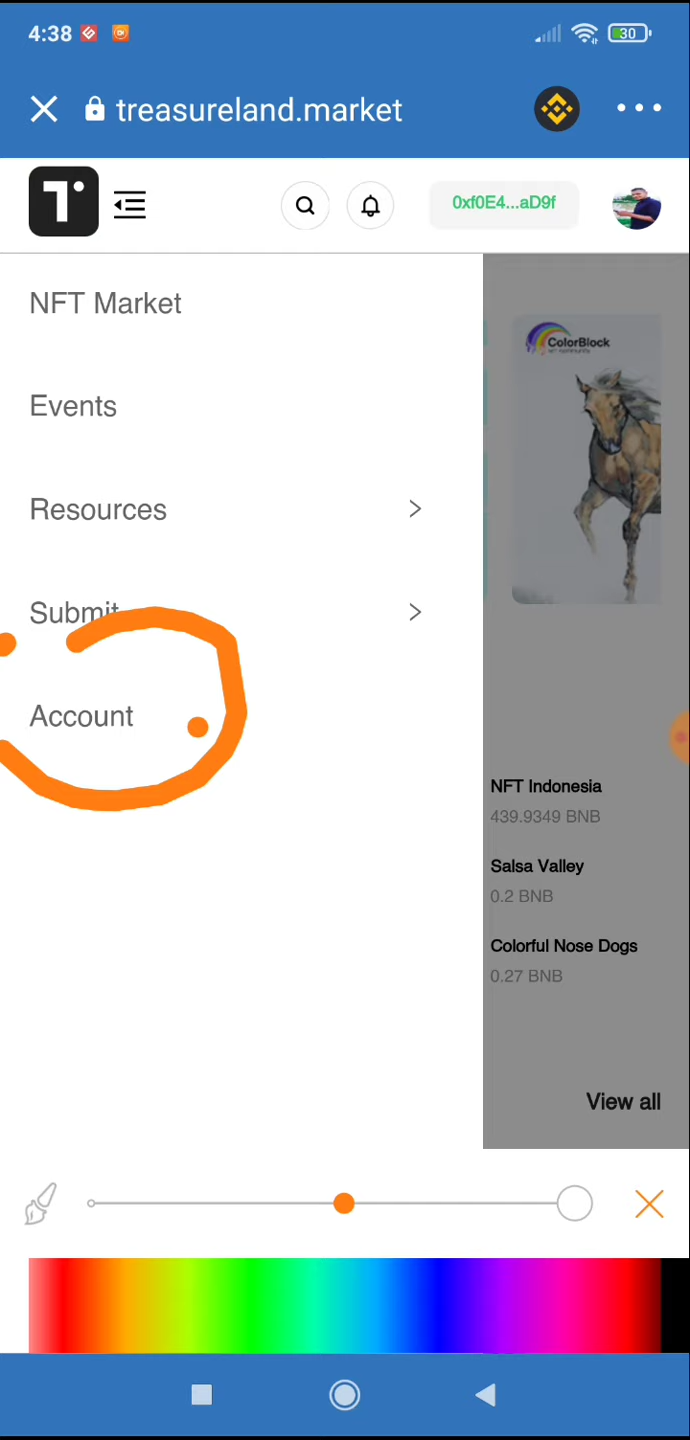 4:38
30
treasureland.market
0xf0E4...aD9f
NFT Market
ColorBlock
Events
Resources
Submit
Account
NFT Indonesia
439.9349 BNB
Salsa Valley
0.2 BNB
Colorful Nose Dogs
0.27 BNB
View all